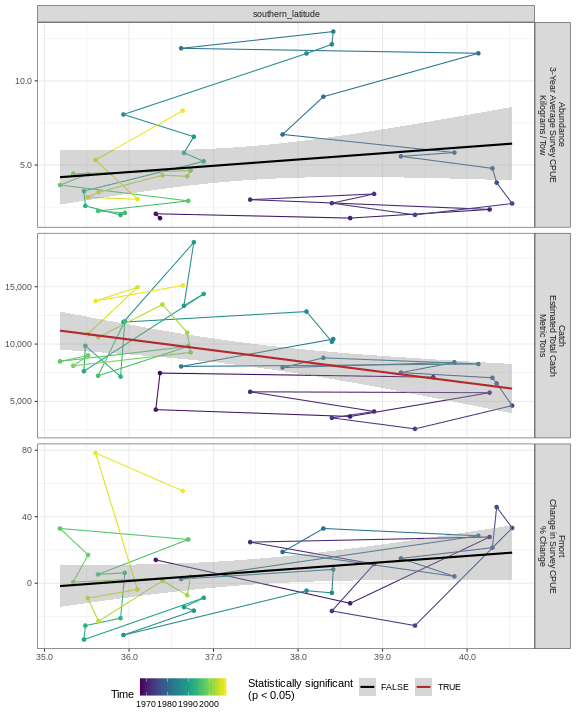 southern_latitude
10.0
5.0
Abundance
3-Year Average Survey CPUE
Kilograms/Tow
15,000
10,000
5,000
Catch
Estimated Total Catch
Metric Tons
80
40
0
Fmort
Change in Survey CPUE
% Change
35.0 36.0 37.0 38.0 39.0 40.0
Time
1970 1980 1990 2000
Statistically significant
(p < 0.05)
FALSE
TRUE